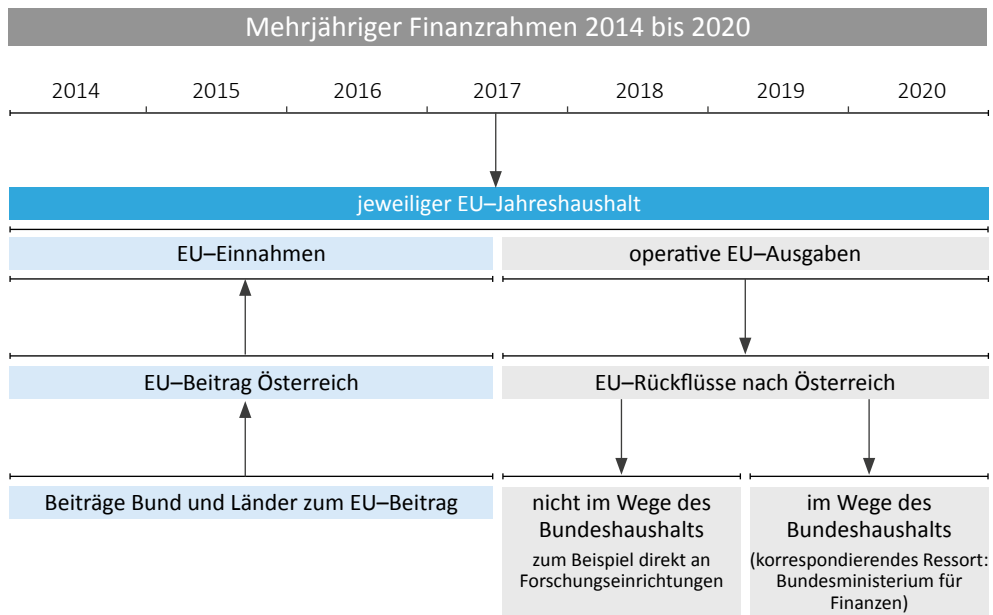 Mehrjähriger Finanzrahmen 2014 bis 2020
2014 2015 2016 2017 2018 2019 2020
jeweiliger EU–Jahreshaushalt
EU–Einnahmen
operative EU–Ausgaben
EU–Beitrag Österreich
EU–Rückflüsse nach Österreich
Beiträge Bund und Länder zum EU–Beitrag
nicht im Wege des
Bundeshaushalts
zum Beispiel direkt an
Forschungseinrichtungen
im Wege des
Bundeshaushalts
(korrespondierendes Ressort:
Bundesministerium für
Finanzen)